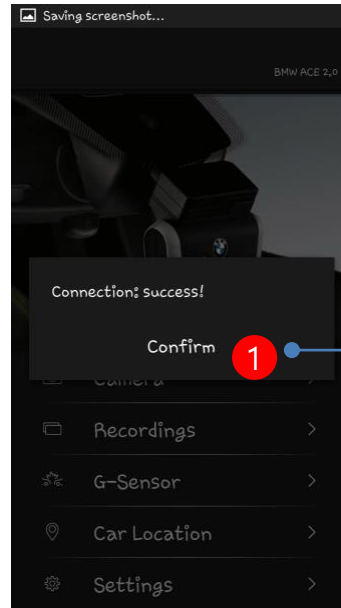 Saving screenshot...
BMW ACE 2,0
Connection: success!
Confirm
1
Camera
Recordings
G-Sensor
Car Location
Settings